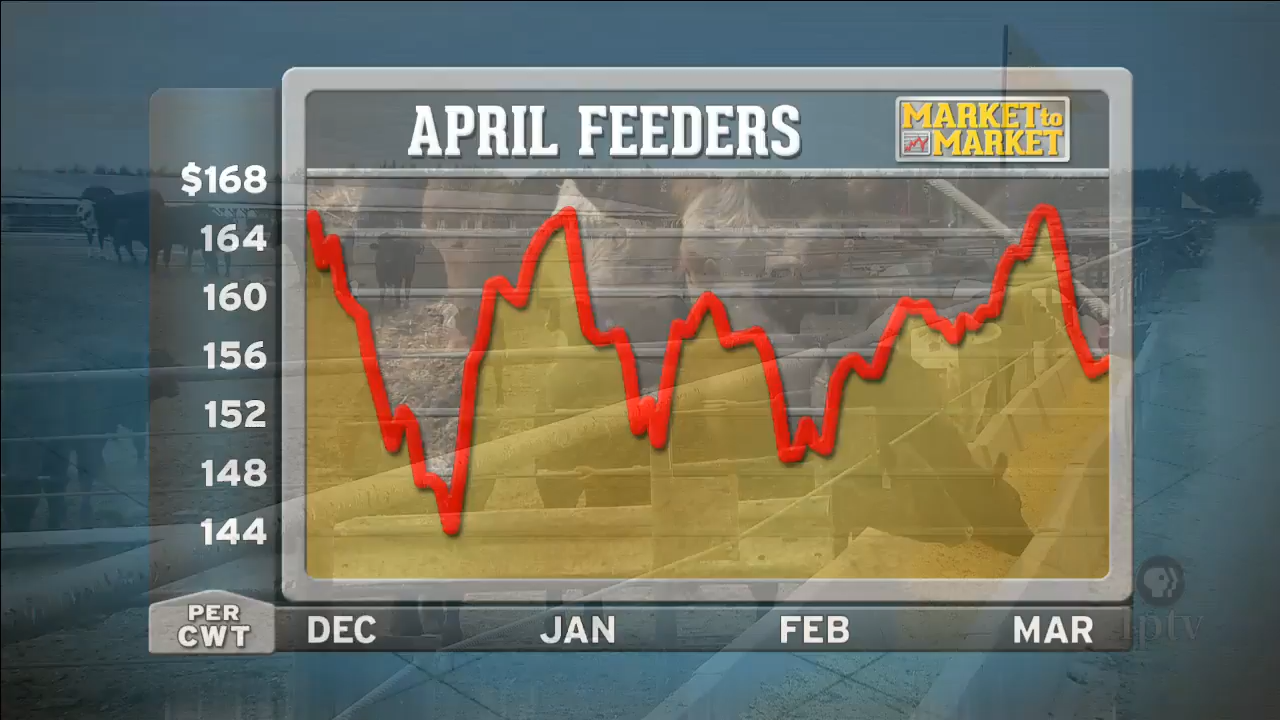 APRIL FEEDERS
MARKET to
MARKET
$168
164
160
156
152
148
144
PER
CWT
DEC JAN FEB MAR
iptv